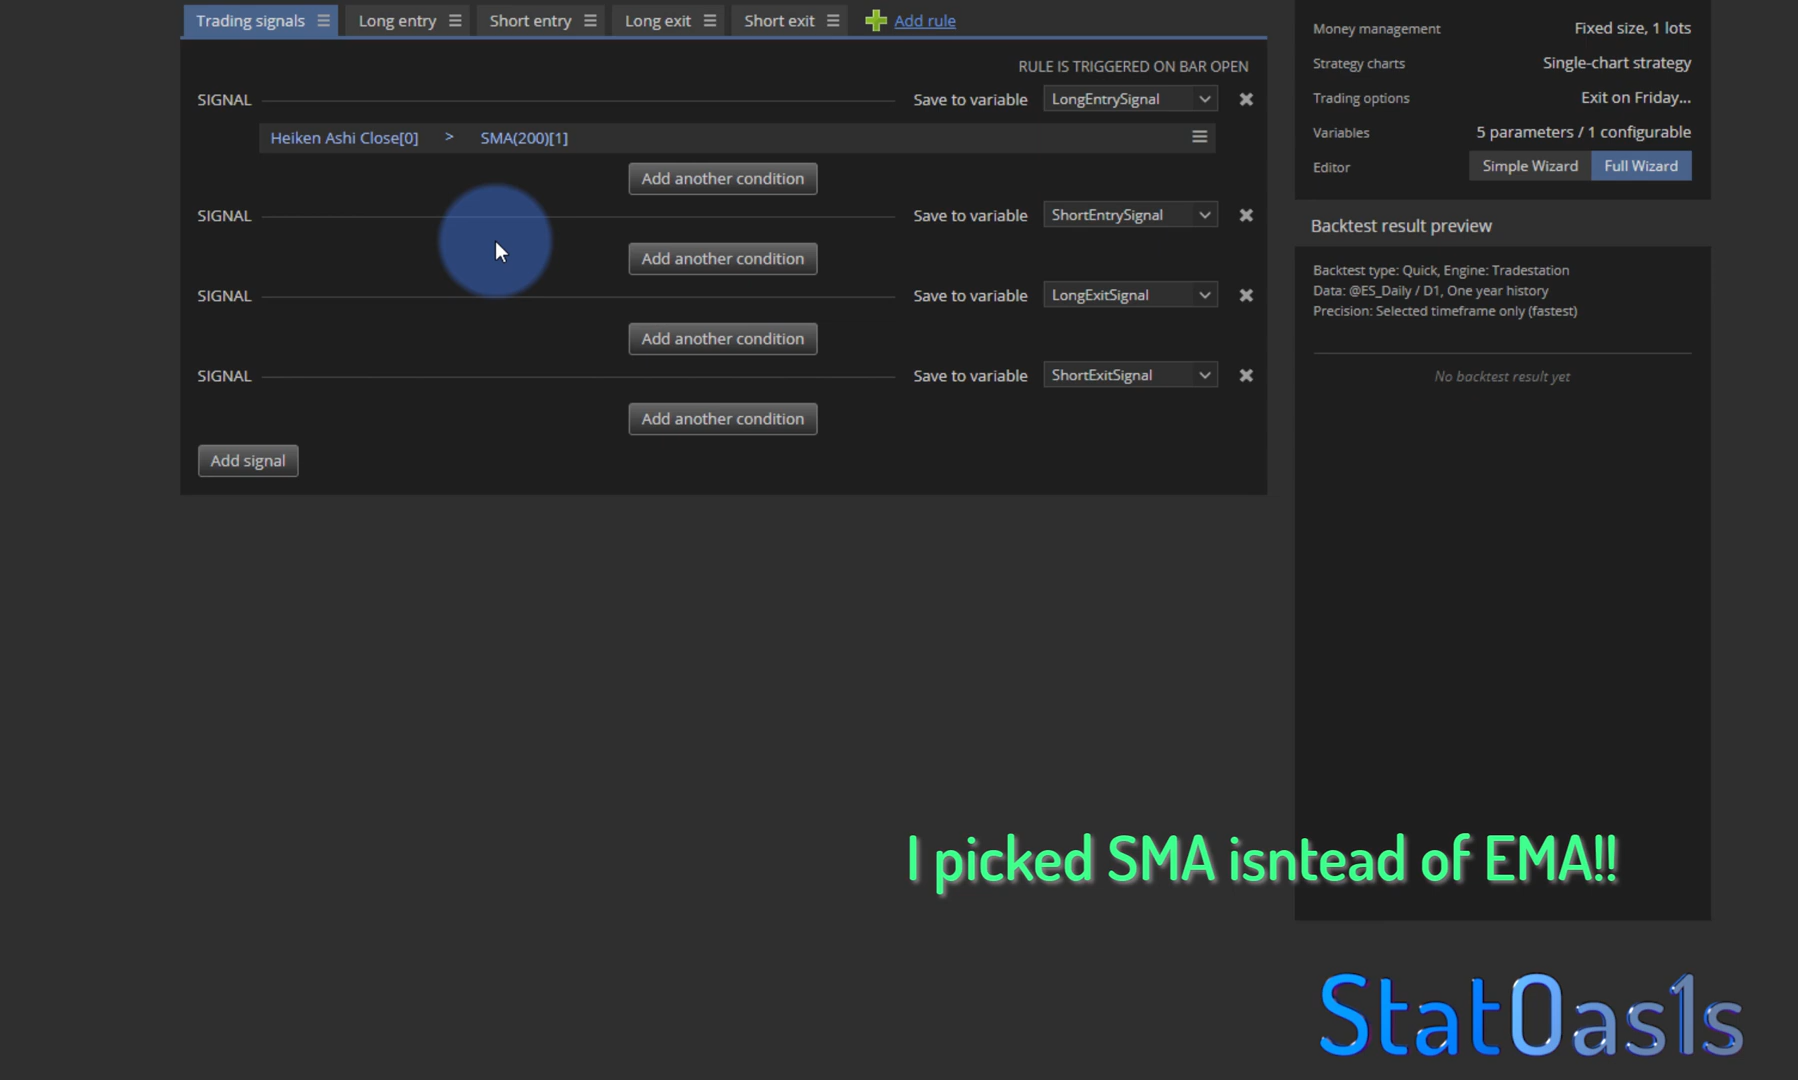 Trading signals Long entry Short entry Long exit Short exit Add rule
RULE IS TRIGGERED ON BAR OPEN
SIGNAL Save to variable LongEntrySignal
Heiken Ashi Close[0] > SMA(200)[1]
Add another condition
SIGNAL Save to variable ShortEntrySignal
Add another condition
SIGNAL Save to variable LongExitSignal
Add another condition
SIGNAL Save to variable ShortExitSignal
Add another condition
Add signal
Money management Fixed size, 1 lots
Strategy charts Single-chart strategy
Trading options Exit on Friday...
Variables 5 parameters / 1 configurable
Editor Simple Wizard Full Wizard
Backtest result preview
Backtest type: Quick, Engine: Tradestation
Data: @ES_Daily / D1, One year history
Precision: Selected timeframe only (fastest)
No backtest result yet
I picked SMA isntead of EMA!!
StatOas1s